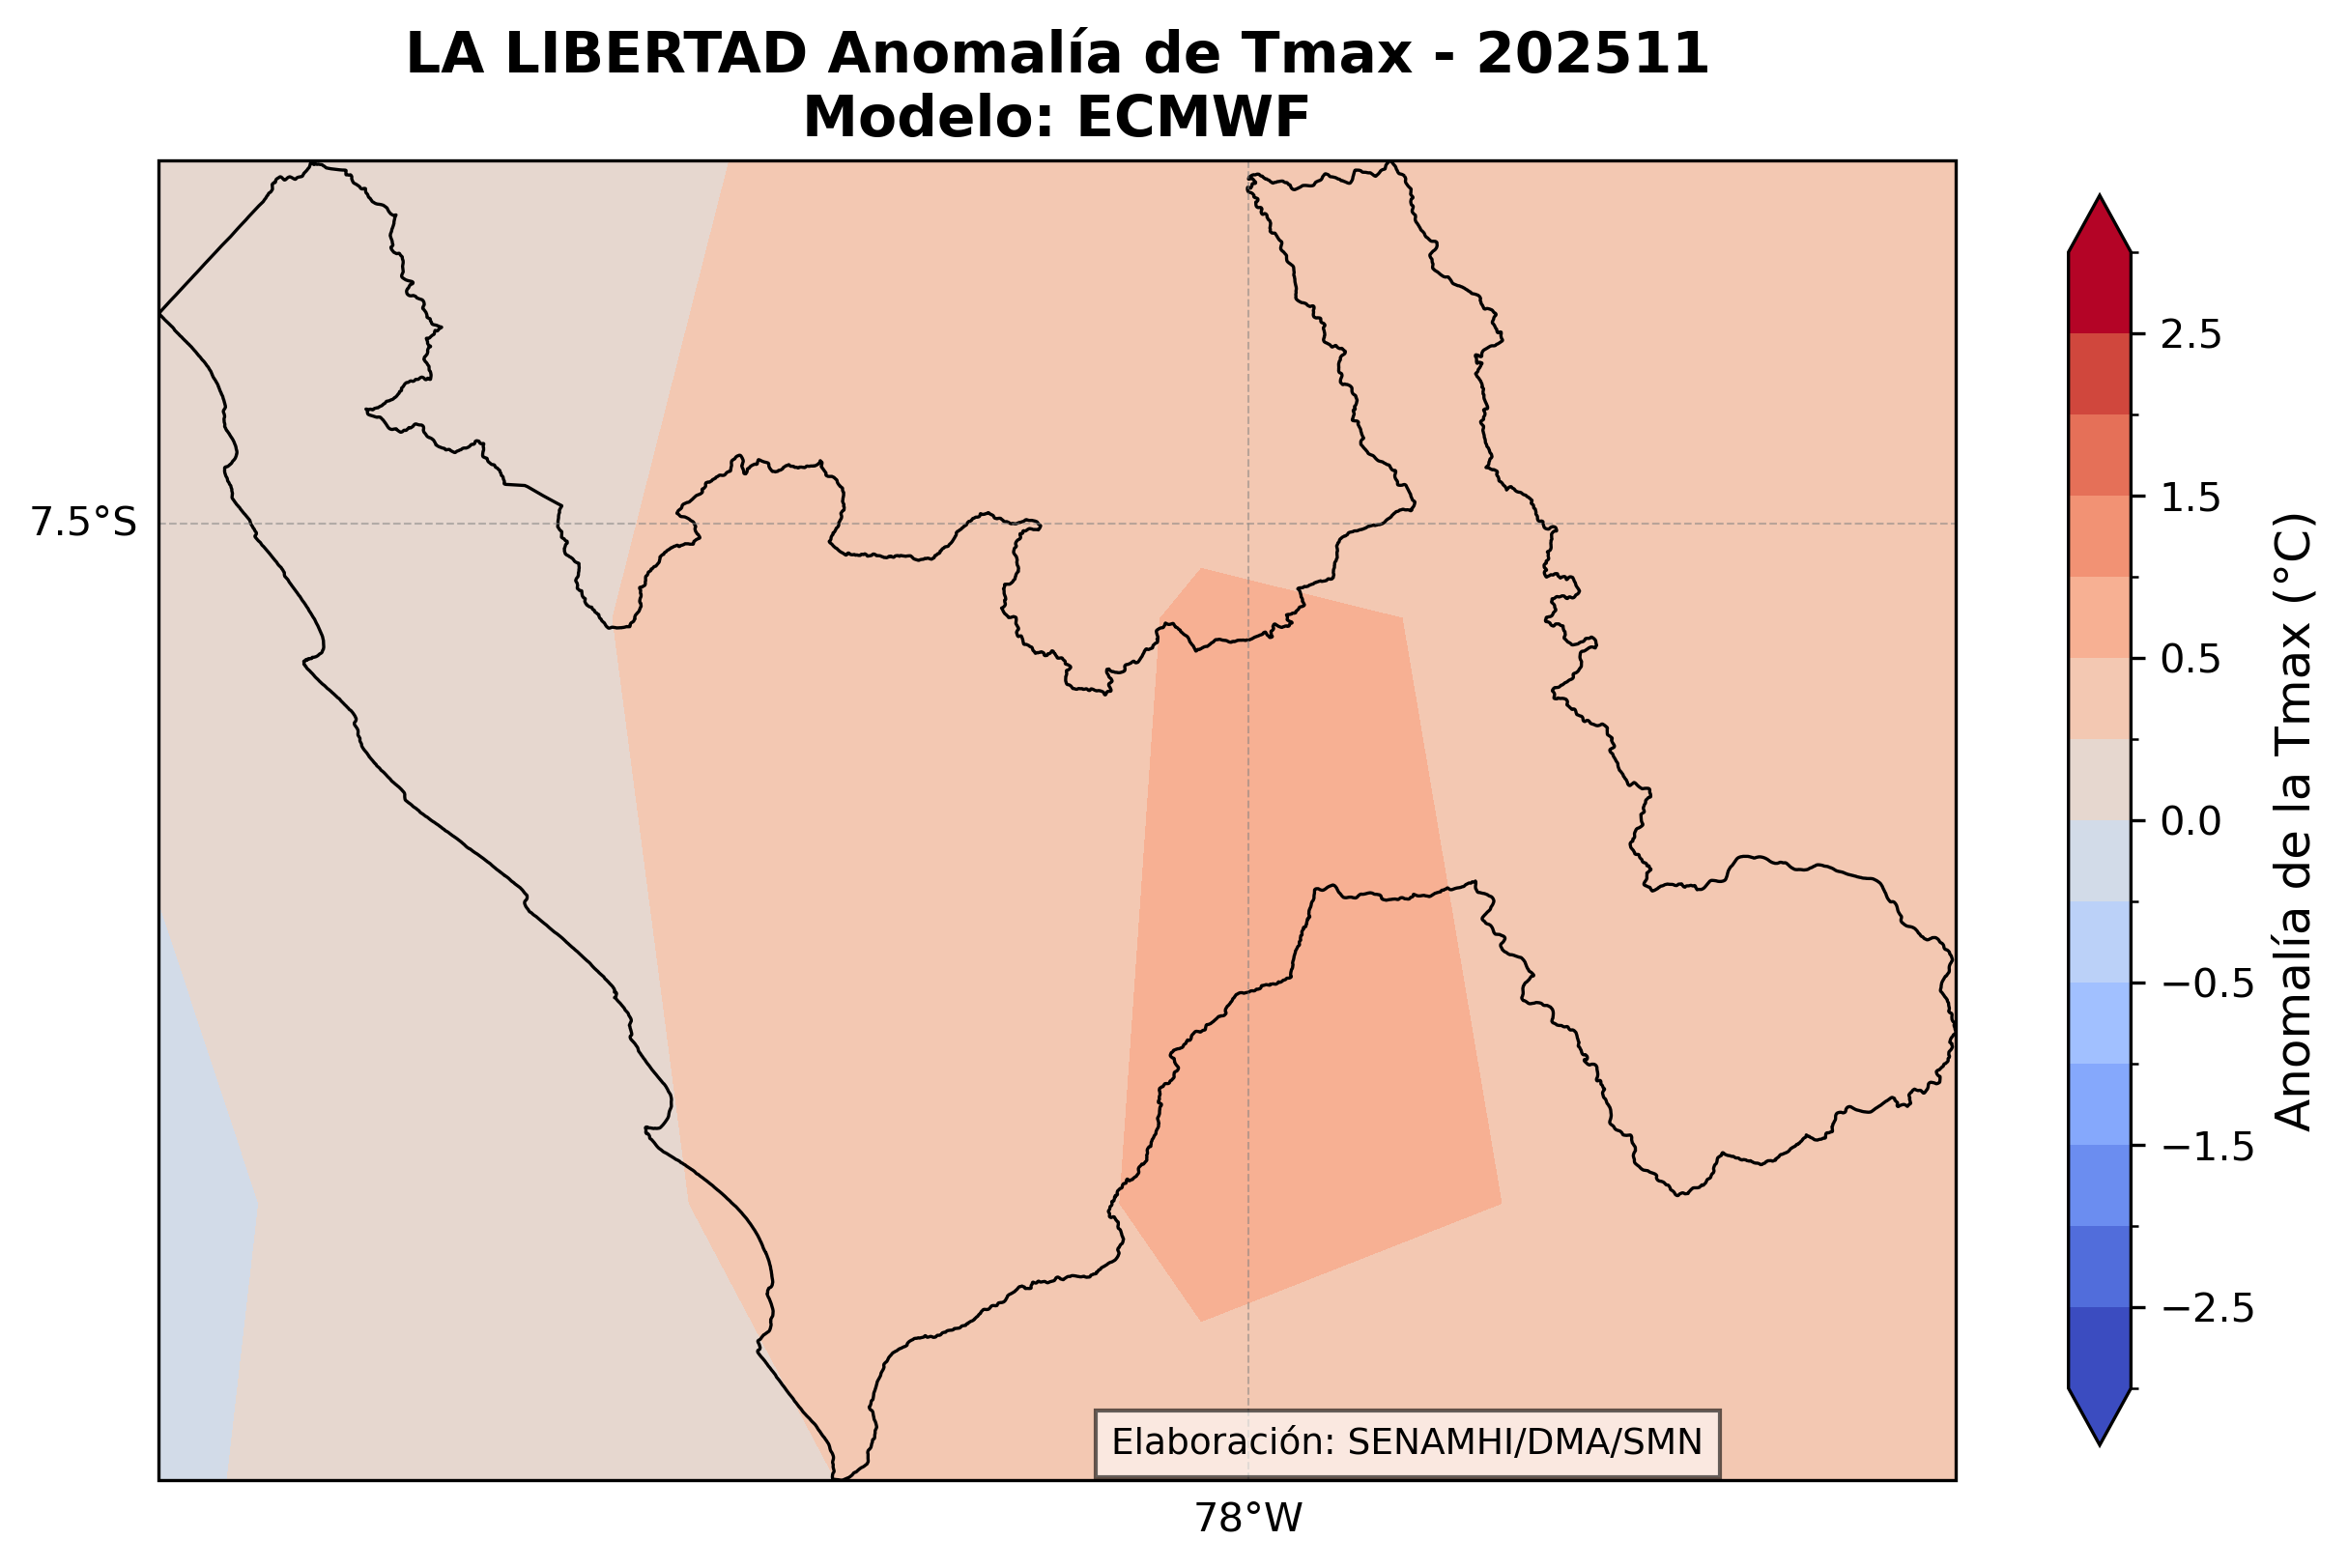 LA LIBERTAD Anomalía de Tmax - 202511
Modelo: ECMWF
7.5°S
78°W
Elaboración: SENAMHI/DMA/SMN
2.5
1.5
0.5
0.0
−0.5
−1.5
−2.5
Anomalía de la Tmax (°C)